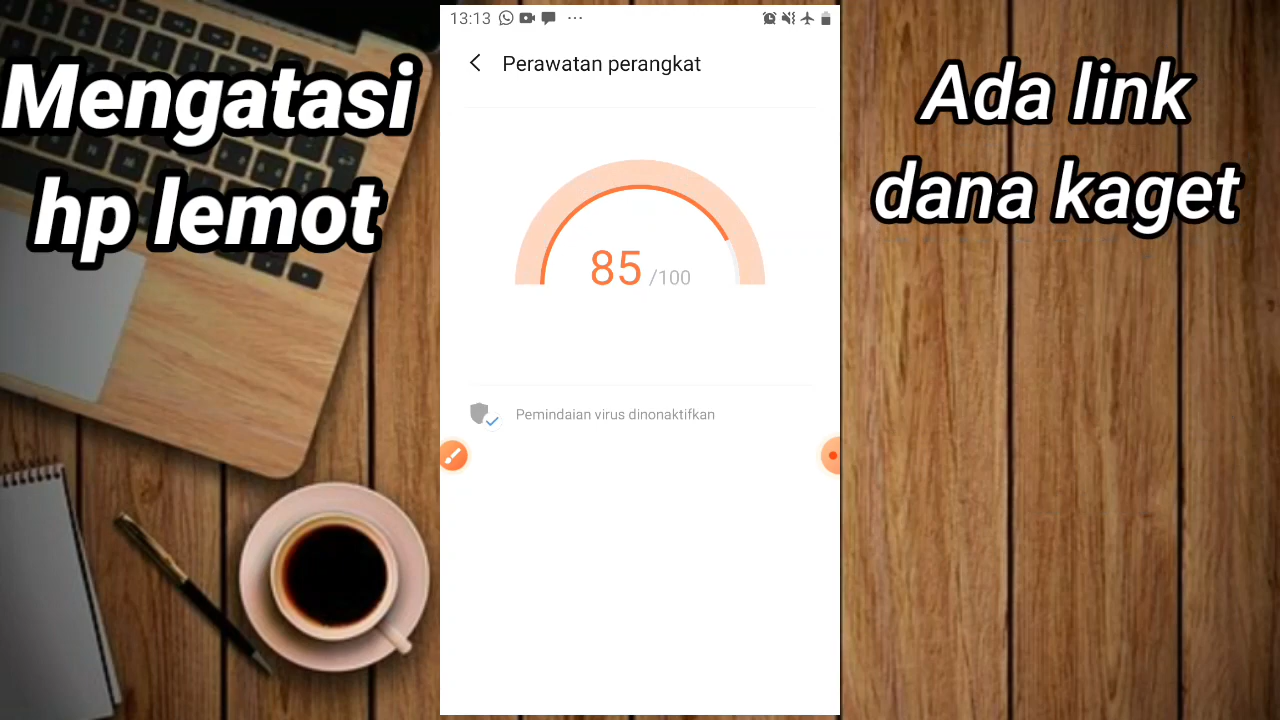 Mengatasi
hp lemot
13:13
Perawatan perangkat
85 /100
Pemindaian virus dinonaktifkan
Ada link
dana kaget